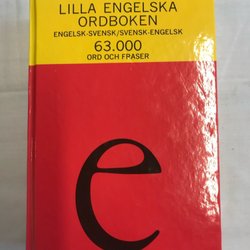 LILLA ENGELSKA
ORDBOKEN
ENGELSK-SVENSK/SVENSK-ENGELSK
63.000
ORD OCH FRASER
e